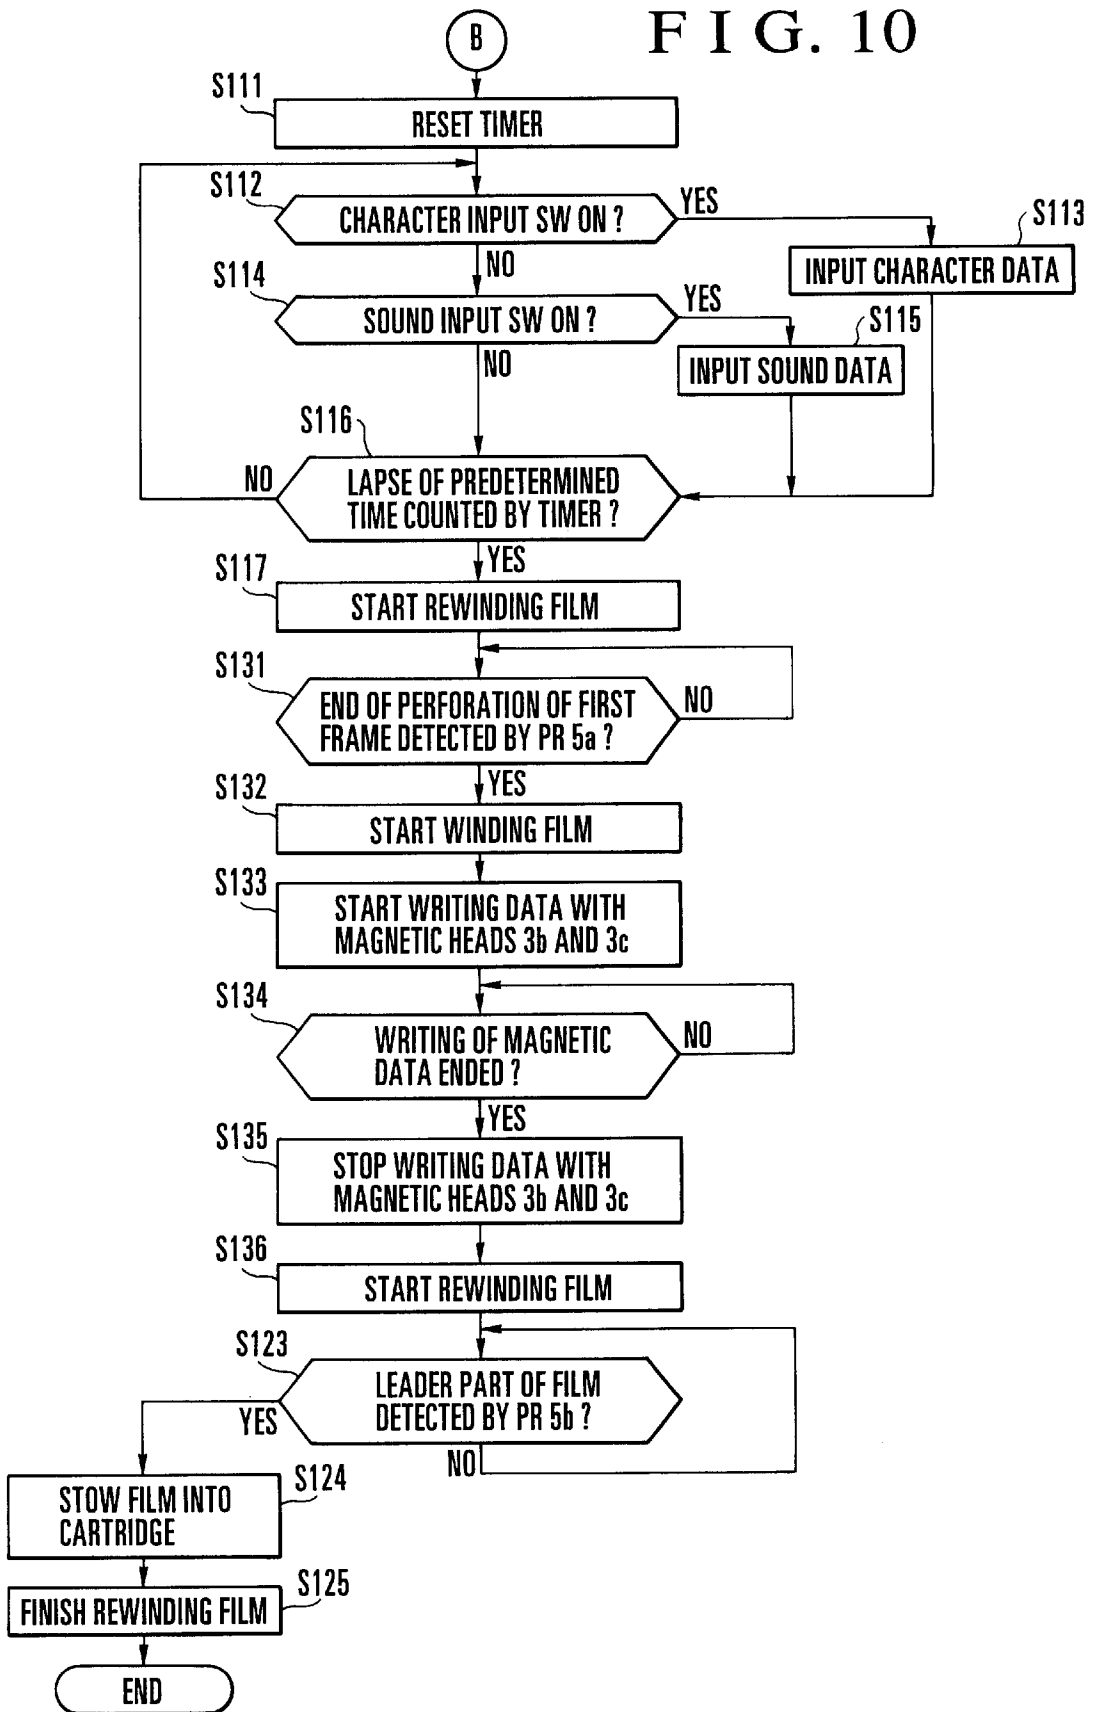 FIG. 10
B
S111
RESET TIMER
S112
CHARACTER INPUT SW ON ?
YES
S113
INPUT CHARACTER DATA
NO
S114
SOUND INPUT SW ON ?
YES
S115
INPUT SOUND DATA
NO
S116
LAPSE OF PREDETERMINED
TIME COUNTED BY TIMER ?
NO
YES
S117
START REWINDING FILM
S131
END OF PERFORATION OF FIRST
FRAME DETECTED BY PR 5a ?
NO
YES
S132
START WINDING FILM
S133
START WRITING DATA WITH
MAGNETIC HEADS 3b AND 3c
S134
WRITING OF MAGNETIC
DATA ENDED ?
NO
YES
S135
STOP WRITING DATA WITH
MAGNETIC HEADS 3b AND 3c
S136
START REWINDING FILM
S123
LEADER PART OF FILM
DETECTED BY PR 5b ?
YES
NO
S124
STOW FILM INTO
CARTRIDGE
S125
FINISH REWINDING FILM
END